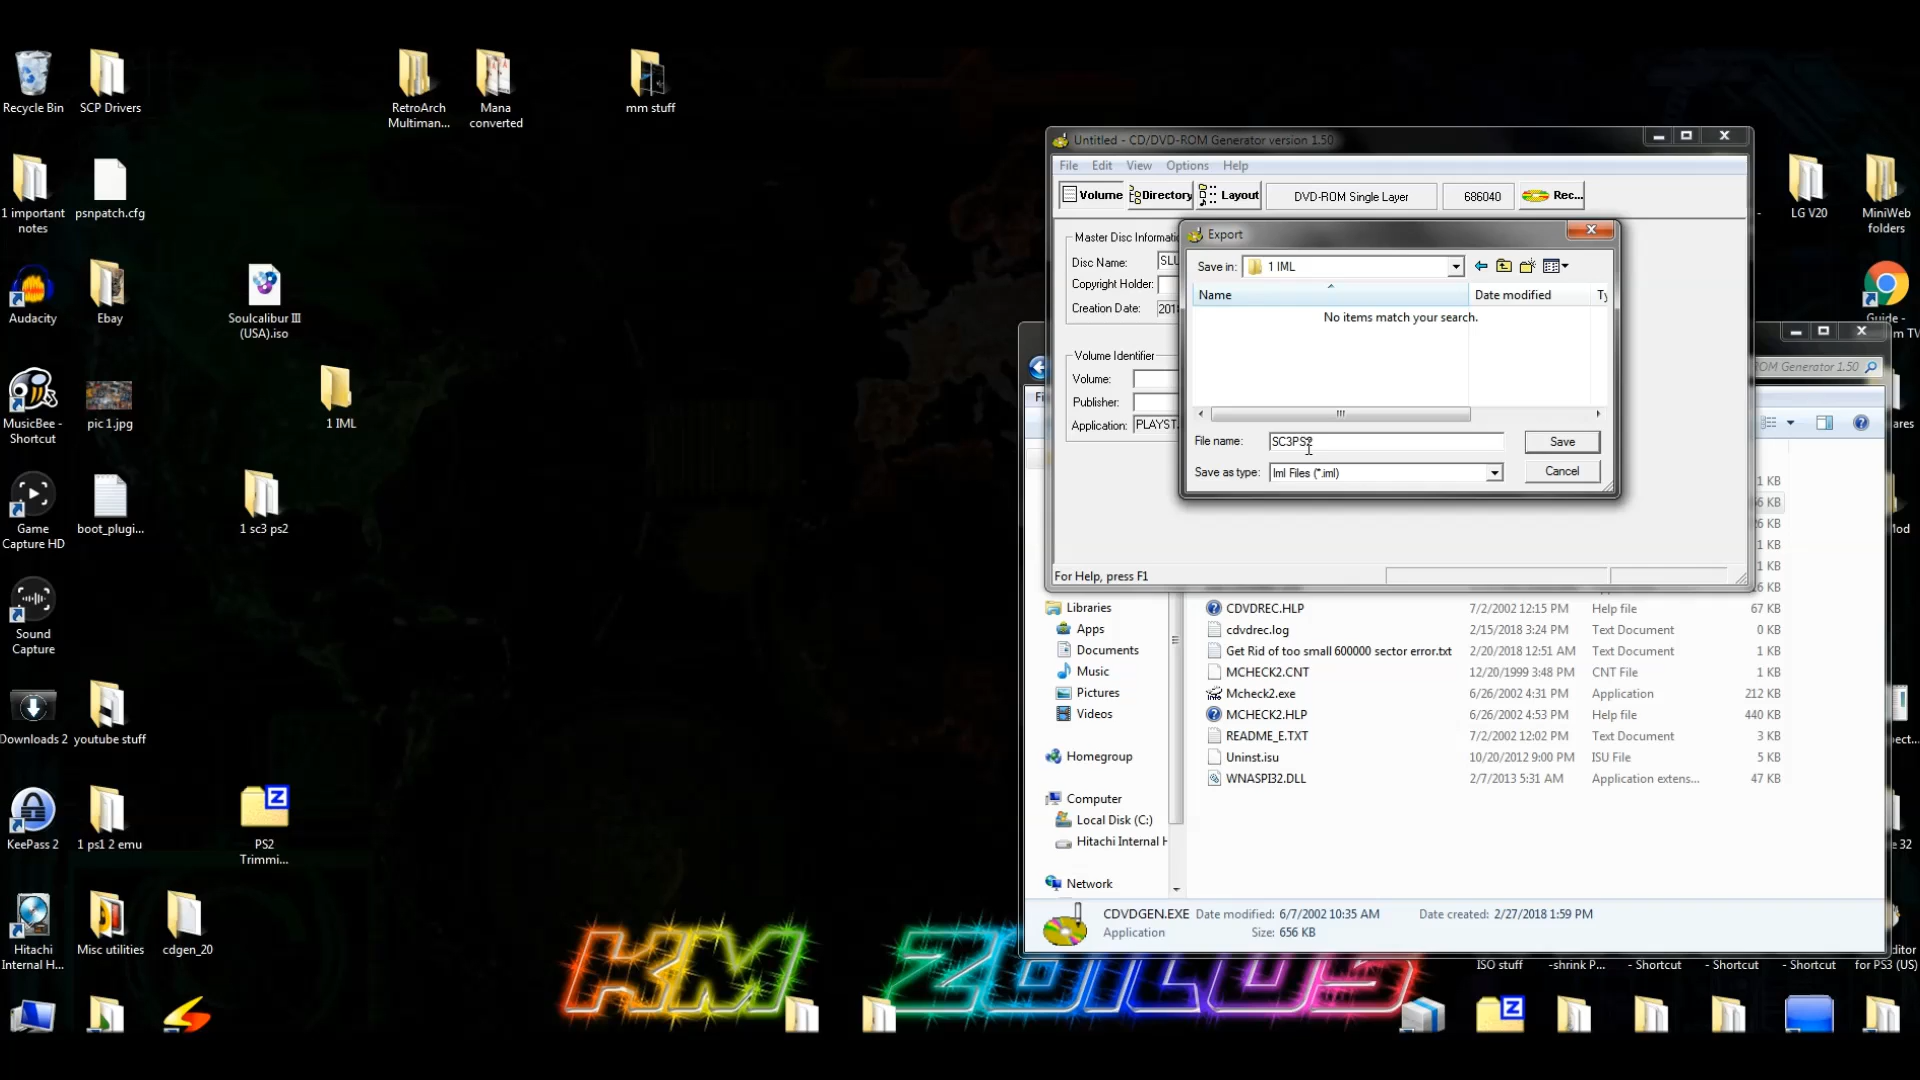 Recycle Bin
SCP Drivers
RetroArch
Multiman...
Mana
converted
mm stuff
1 important
notes
psnpatch.cfg
Audacity
Ebay
Soulcalibur III
(USA).iso
MusicBee -
Shortcut
pic 1.jpg
1 IML
Game
Capture HD
boot_plugi...
1 sc3 ps2
Sound
Capture
Downloads 2
youtube stuff
KeePass 2
1 ps1 2 emu
PS2
Trimmi...
Hitachi
Internal H...
Misc utilities
cdgen_20
KM ZOILUS
Untitled - CD/DVD-ROM Generator version 1.50
File
Edit
View
Options
Help
Volume
Directory
Layout
DVD-ROM Single Layer
686040
Rec...
Master Disc Informati
Disc Name:
SLU
Copyright Holder:
Creation Date:
201
Volume Identifier
Volume:
Publisher:
Application:
PLAYST
For Help, press F1
Export
Save in:
1 IML
Name
Date modified
Ty
No items match your search.
File name:
SC3PS2
Save
Save as type:
Iml Files (*.iml)
Cancel
OM Generator 1.50
1 KB
56 KB
26 KB
1 KB
1 KB
16 KB
Libraries
Apps
Documents
Music
Pictures
Videos
Homegroup
Computer
Local Disk (C:)
Hitachi Internal H
Network
CDVDREC.HLP 7/2/2002 12:15 PM Help file 67 KB
cdvdrec.log 2/15/2018 3:24 PM Text Document 0 KB
Get Rid of too small 600000 sector error.txt 2/20/2018 12:51 AM Text Document 1 KB
MCHECK2.CNT 12/20/1999 3:48 PM CNT File 1 KB
Mcheck2.exe 6/26/2002 4:31 PM Application 212 KB
MCHECK2.HLP 6/26/2002 4:53 PM Help file 440 KB
README_E.TXT 7/2/2002 12:02 PM Text Document 3 KB
Uninst.isu 10/20/2012 9:00 PM ISU File 5 KB
WNASPI32.DLL 2/7/2013 5:31 AM Application extens... 47 KB
CDVDGEN.EXE Date modified: 6/7/2002 10:35 AM Date created: 2/27/2018 1:59 PM
Application Size: 656 KB
LG V20
MiniWeb
folders
Guide -
m TV
ares
Mod
ect...
e 32
ISO stuff
-shrink P...
- Shortcut
- Shortcut
- Shortcut
ditor
for PS3 (US)